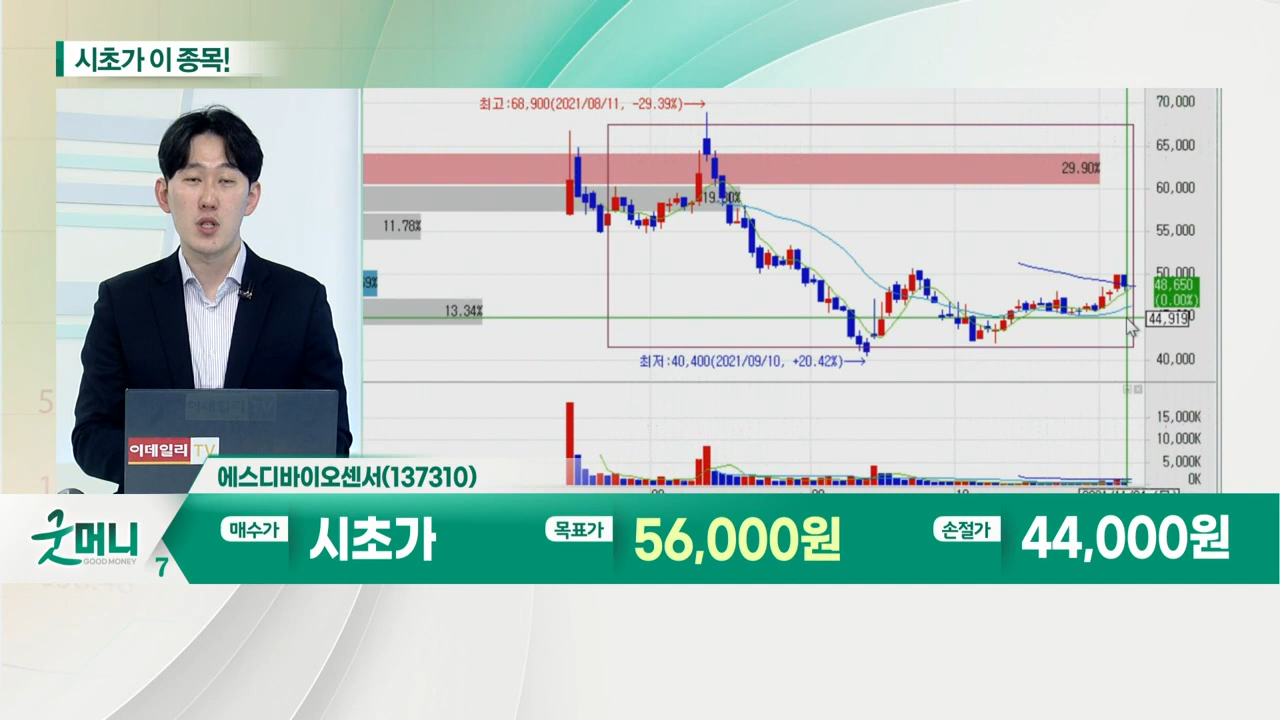 시초가 이 종목!
최고:68,900(2021/08/11, -29.39%)→
70,000
65,000
29.90%
60,000
11.78%
55,000
50,000
48,650
(0.00%)
13.34%
44,919
최저:40,400(2021/09/10, +20.42%)→
40,000
15,000K
10,000K
5,000K
0K
이데일리 TV
에스디바이오센서(137310)
굿머니
GOOD MONEY
7
매수가 시초가
목표가 56,000원
손절가 44,000원